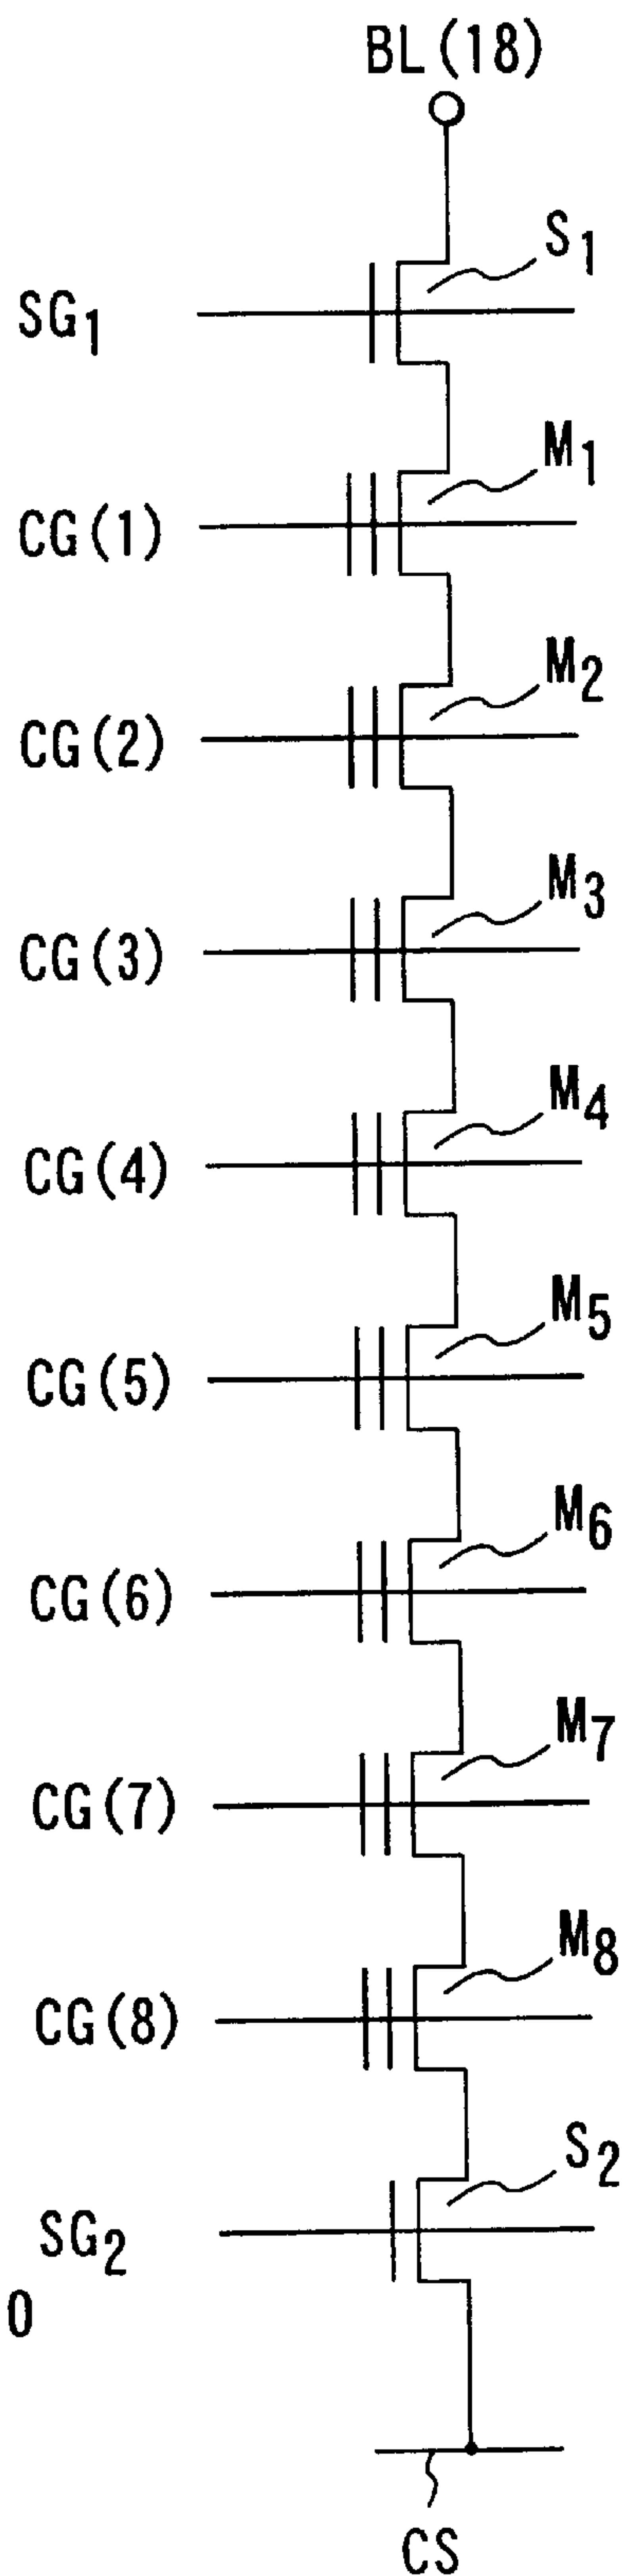 BL(18)
S1
SG1
M1
CG(1)
M2
CG(2)
M3
CG(3)
M4
CG(4)
M5
CG(5)
M6
CG(6)
M7
CG(7)
M8
CG(8)
S2
SG2
0
CS